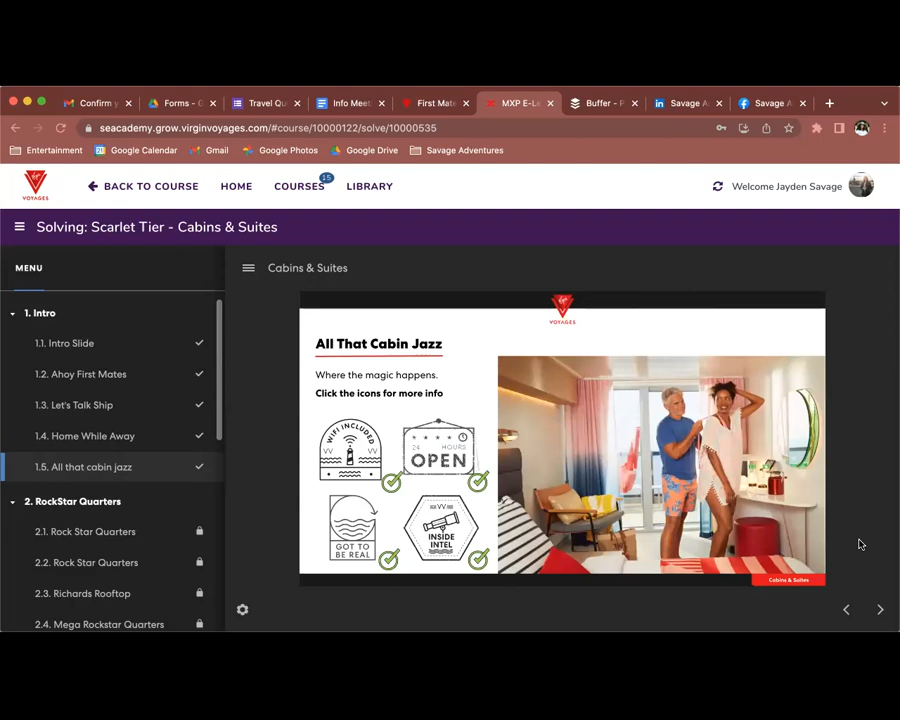 Confirm y
Forms - G
Travel Qu
Info Meet
First Mate
MXP E-Le
Buffer - P
Savage As
Savage A
seacademy.grow.virginvoyages.com/#course/10000122/solve/10000535
Entertainment
Google Calendar
Gmail
Google Photos
Google Drive
Savage Adventures
Virgin
VOYAGES
BACK TO COURSE
HOME
COURSES
15
LIBRARY
Welcome Jayden Savage
Solving: Scarlet Tier - Cabins & Suites
MENU
Cabins & Suites
1. Intro
1.1. Intro Slide
1.2. Ahoy First Mates
1.3. Let's Talk Ship
1.4. Home While Away
1.5. All that cabin jazz
2. RockStar Quarters
2.1. Rock Star Quarters
2.2. Rock Star Quarters
2.3. Richards Rooftop
2.4. Mega Rockstar Quarters
Virgin
VOYAGES
All That Cabin Jazz
Where the magic happens.
Click the icons for more info
WIFI INCLUDED
VV VV
24 HOURS
OPEN
GOT TO
BE REAL
VV
INSIDE
INTEL
Cabins & Suites